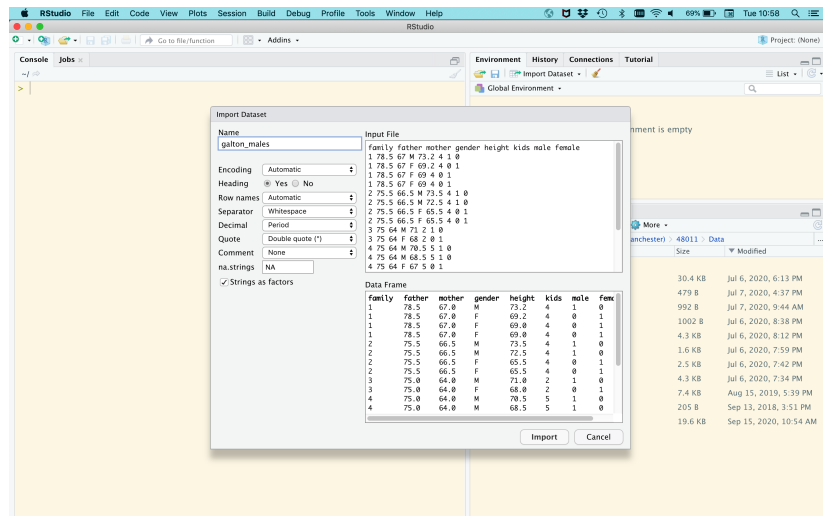 RStudio File Edit Code View Plots Session Build Debug Profile Tools Window Help 69% Tue 10:58
RStudio
Go to file/function Addins Project: (None)
Console Jobs
~/
>
Environment History Connections Tutorial
Import Dataset List
Global Environment
nment is empty
Import Dataset
Name
galton_males
Encoding Automatic
Heading Yes No
Row names Automatic
Separator Whitespace
Decimal Period
Quote Double quote (")
Comment None
na.strings NA
Strings as factors
Input File
family father mother gender height kids male female
1 78.5 67 M 73.2 4 1 0
1 78.5 67 F 69.2 4 0 1
1 78.5 67 F 69 4 0 1
1 78.5 67 F 69 4 0 1
2 75.5 66.5 M 73.5 4 1 0
2 75.5 66.5 M 72.5 4 1 0
2 75.5 66.5 F 65.5 4 0 1
2 75.5 66.5 F 65.5 4 0 1
3 75 64 M 71 2 1 0
3 75 64 F 68 2 0 1
4 75 64 M 70.5 5 1 0
4 75 64 M 68.5 5 1 0
4 75 64 F 67 5 0 1
Data Frame
family father mother gender height kids male fema
1 78.5 67.0 M 73.2 4 1 0
1 78.5 67.0 F 69.2 4 0 1
1 78.5 67.0 F 69.0 4 0 1
1 78.5 67.0 F 69.0 4 0 1
2 75.5 66.5 M 73.5 4 1 0
2 75.5 66.5 M 72.5 4 1 0
2 75.5 66.5 F 65.5 4 0 1
2 75.5 66.5 F 65.5 4 0 1
3 75.0 64.0 M 71.0 2 1 0
3 75.0 64.0 F 68.0 2 0 1
4 75.0 64.0 M 70.5 5 1 0
4 75.0 64.0 M 68.5 5 1 0
Import Cancel
More
anchester) 48011 Data ...
Size Modified
30.4 KB Jul 6, 2020, 6:13 PM
479 B Jul 7, 2020, 4:37 PM
992 B Jul 7, 2020, 9:44 AM
1002 B Jul 6, 2020, 8:38 PM
4.3 KB Jul 6, 2020, 8:12 PM
1.6 KB Jul 6, 2020, 7:59 PM
2.5 KB Jul 6, 2020, 7:42 PM
4.3 KB Jul 6, 2020, 7:34 PM
7.4 KB Aug 15, 2019, 5:39 PM
205 B Sep 13, 2018, 3:51 PM
19.6 KB Sep 15, 2020, 10:54 AM